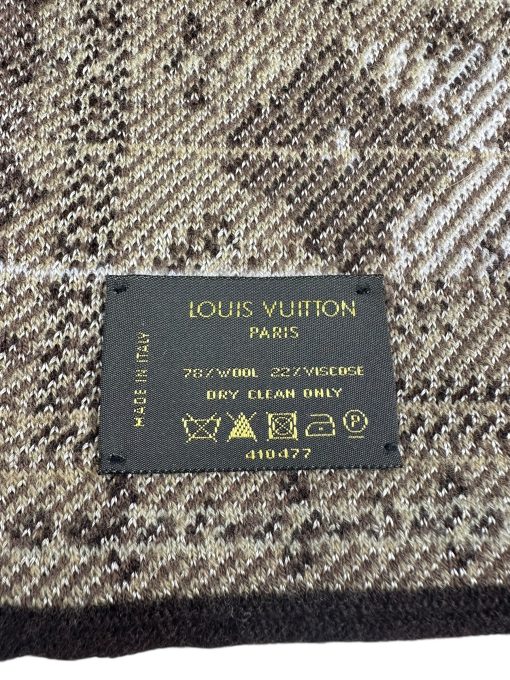 LOUIS VUITTON
PARIS
MADE IN ITALY
78%WOOL 22%VISCOSE
DRY CLEAN ONLY
P
410477